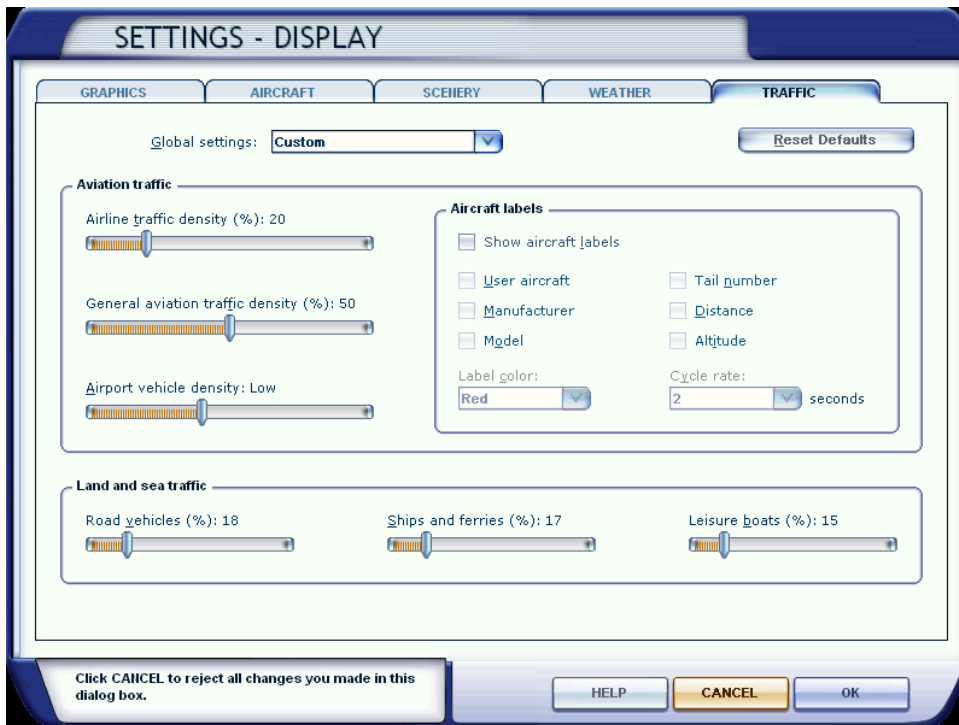 SETTINGS - DISPLAY
GRAPHICS AIRCRAFT SCENERY WEATHER TRAFFIC
Global settings: Custom
Reset Defaults
Aviation traffic
Airline traffic density (%): 20
General aviation traffic density (%): 50
Airport vehicle density: Low
Aircraft labels
Show aircraft labels
User aircraft Tail number
Manufacturer Distance
Model Altitude
Label color: Cycle rate:
Red 2 seconds
Land and sea traffic
Road vehicles (%): 18 Ships and ferries (%): 17 Leisure boats (%): 15
Click CANCEL to reject all changes you made in this
dialog box.
HELP CANCEL OK